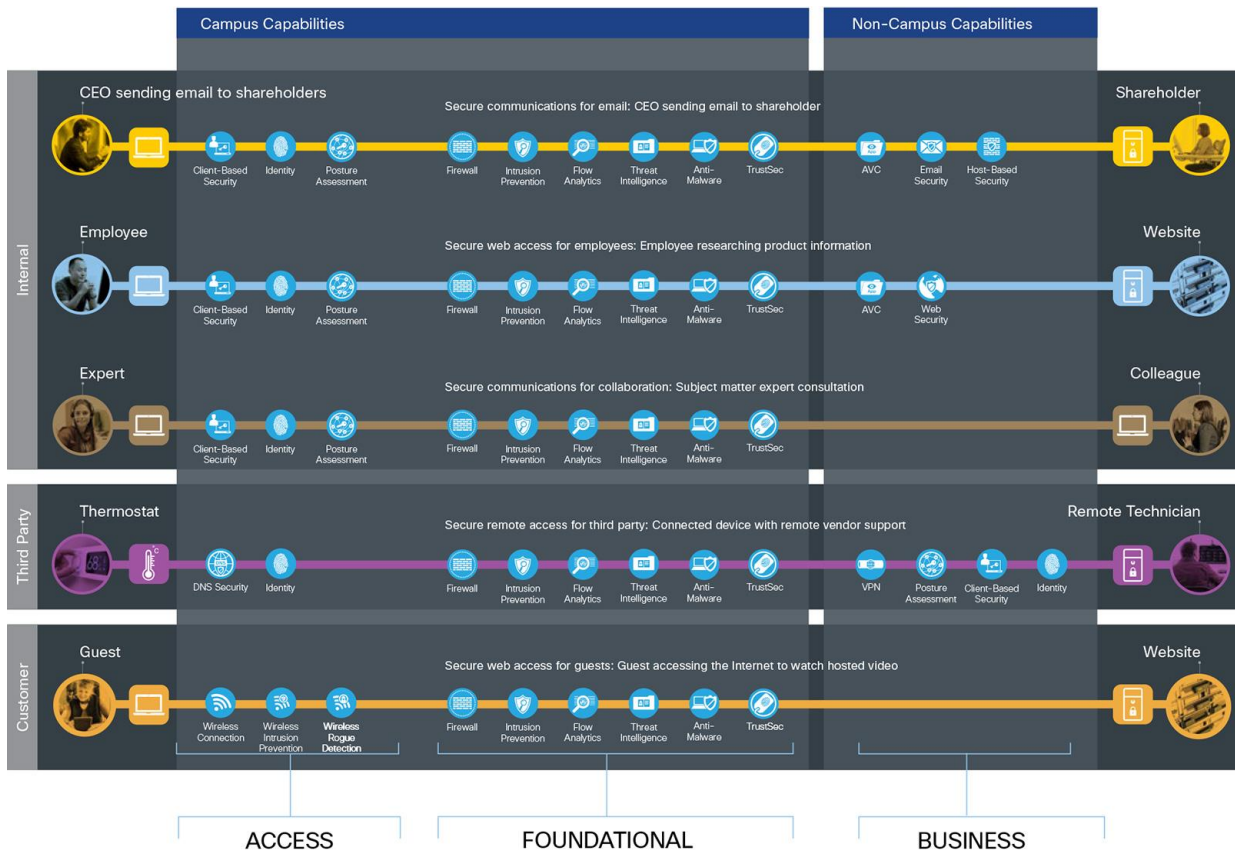 Campus Capabilities
Non-Campus Capabilities
Internal
CEO sending email to shareholders
Secure communications for email: CEO sending email to shareholder
Shareholder
Client-Based
Security
Identity
Posture
Assessment
Firewall
Intrusion
Prevention
Flow
Analytics
Threat
Intelligence
Anti-
Malware
TrustSec
AVC
Email
Security
Host-Based
Security
Employee
Secure web access for employees: Employee researching product information
Website
Client-Based
Security
Identity
Posture
Assessment
Firewall
Intrusion
Prevention
Flow
Analytics
Threat
Intelligence
Anti-
Malware
TrustSec
AVC
Web
Security
Expert
Secure communications for collaboration: Subject matter expert consultation
Colleague
Client-Based
Security
Identity
Posture
Assessment
Firewall
Intrusion
Prevention
Flow
Analytics
Threat
Intelligence
Anti-
Malware
TrustSec
Third Party
Thermostat
Secure remote access for third party: Connected device with remote vendor support
Remote Technician
68
°C
DNS
DNS Security
Identity
Firewall
Intrusion
Prevention
Flow
Analytics
Threat
Intelligence
Anti-
Malware
TrustSec
VPN
Posture
Assessment
Client-Based
Security
Identity
Customer
Guest
Secure web access for guests: Guest accessing the Internet to watch hosted video
Website
Wireless
Connection
Wireless
Intrusion
Prevention
Wireless
Rogue
Detection
Firewall
Intrusion
Prevention
Flow
Analytics
Threat
Intelligence
Anti-
Malware
TrustSec
ACCESS
FOUNDATIONAL
BUSINESS